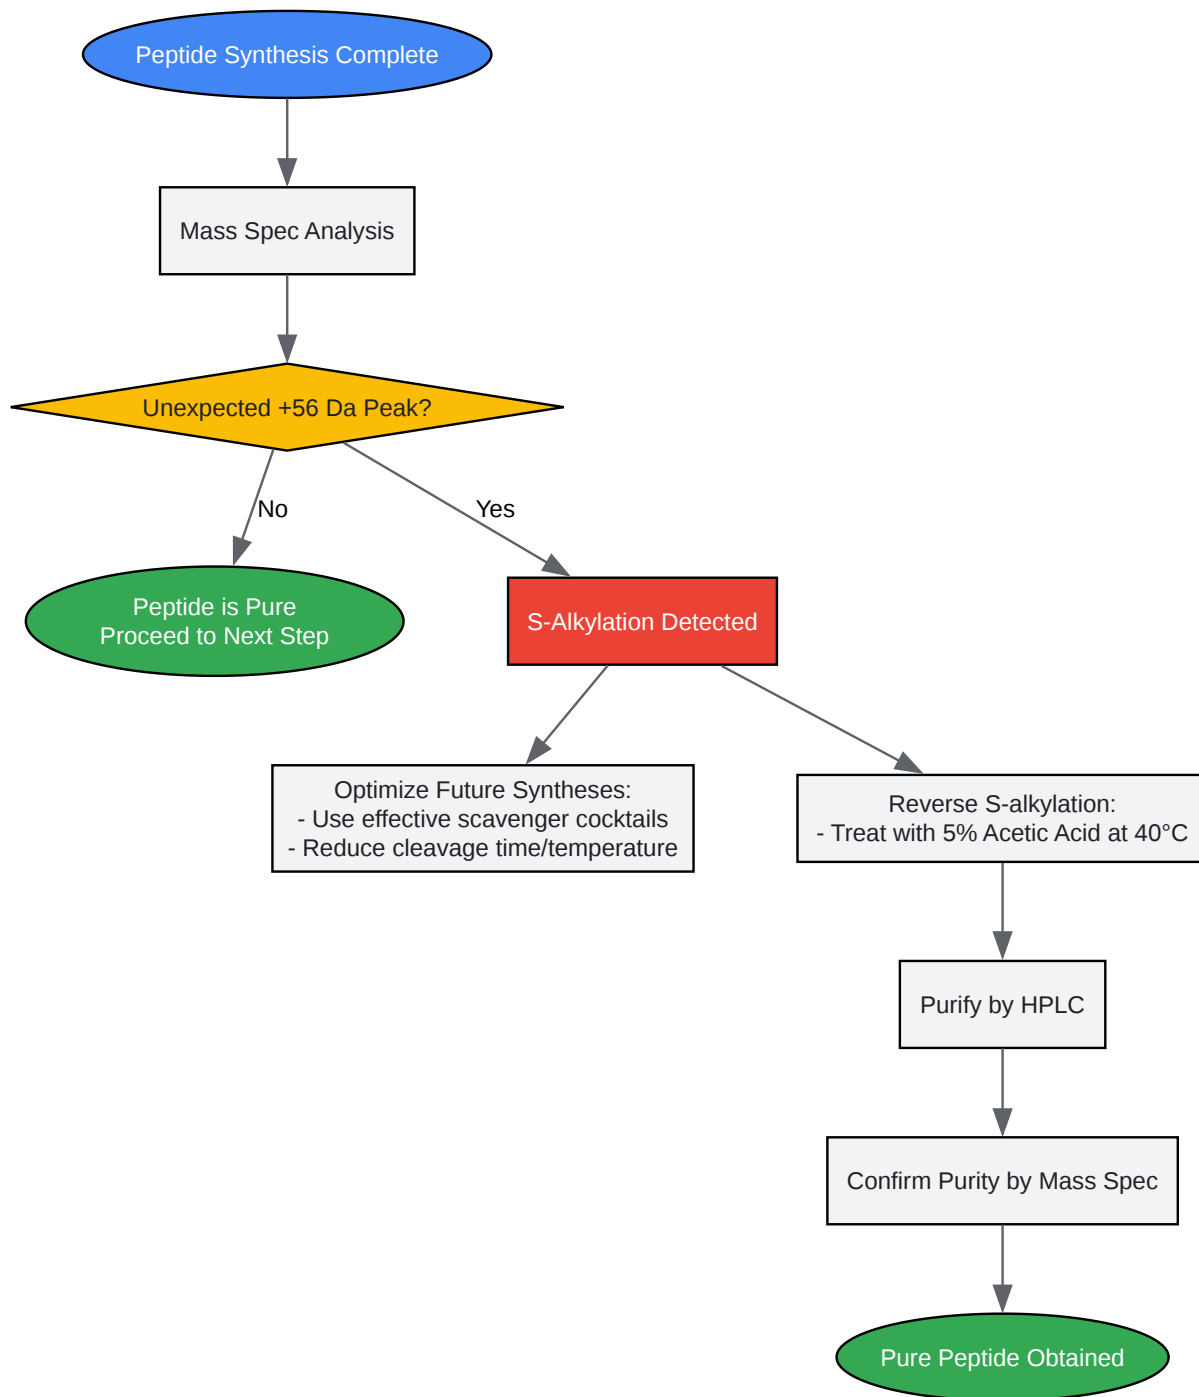 Peptide Synthesis Complete
Mass Spec Analysis
Unexpected +56 Da Peak?
No
Yes
Peptide is Pure
Proceed to Next Step
S-Alkylation Detected
Optimize Future Syntheses:
- Use effective scavenger cocktails
- Reduce cleavage time/temperature
Reverse S-alkylation:
- Treat with 5% Acetic Acid at 40°C
Purify by HPLC
Confirm Purity by Mass Spec
Pure Peptide Obtained